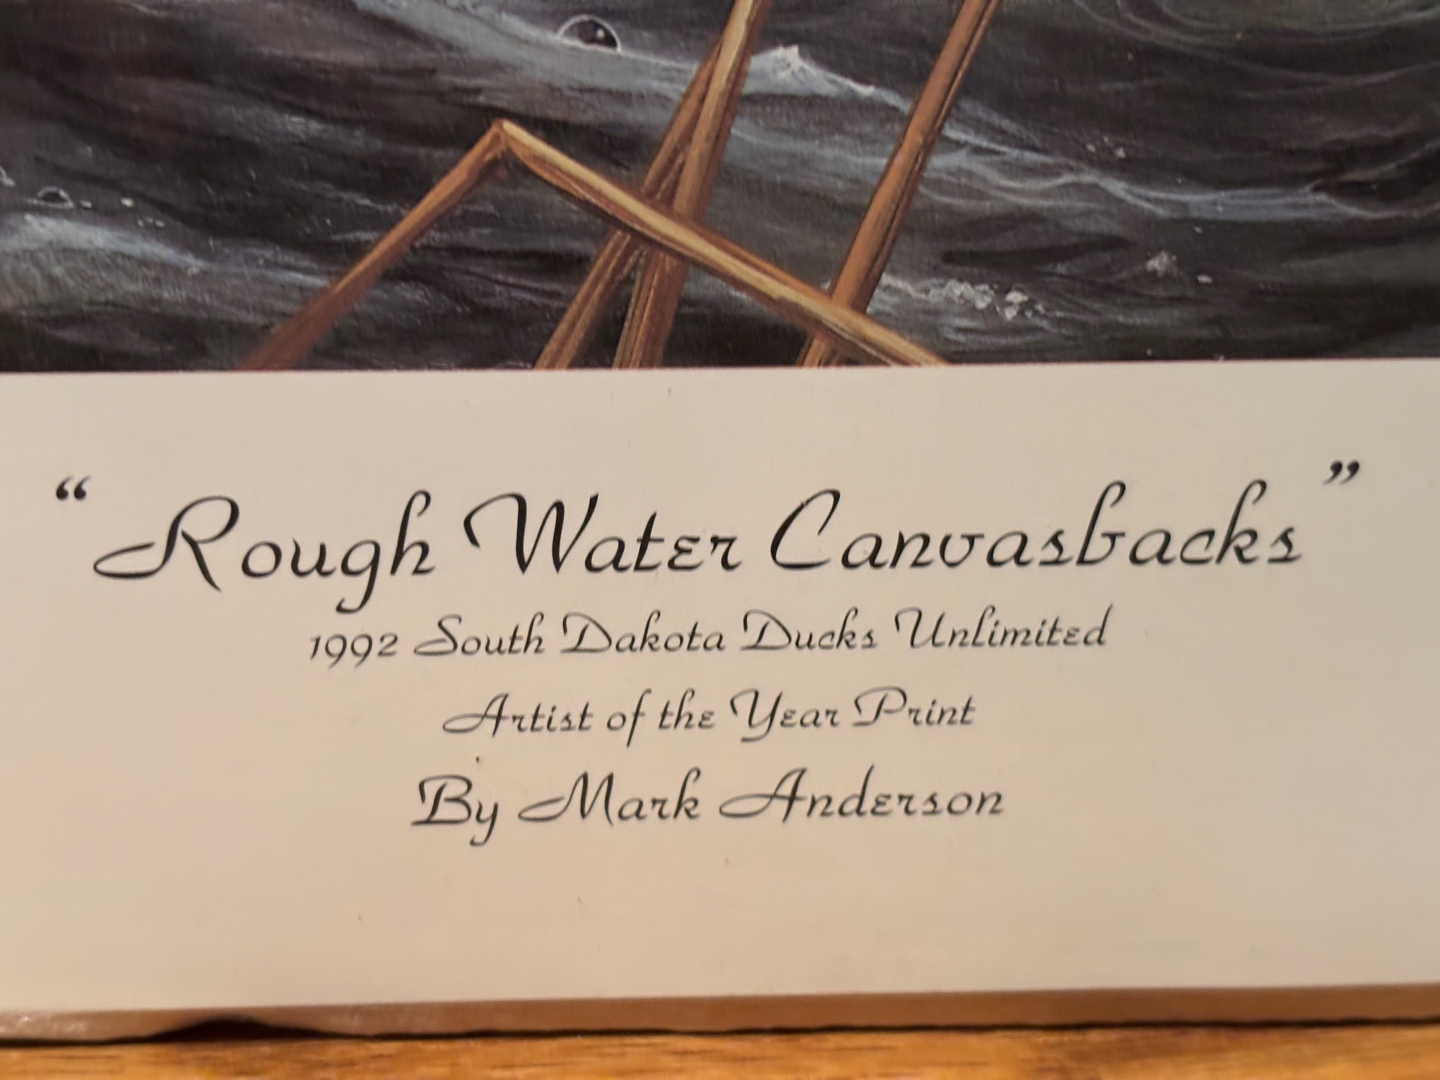 “Rough Water Canvasbacks”
1992 South Dakota Ducks Unlimited
Artist of the Year Print
By Mark Anderson